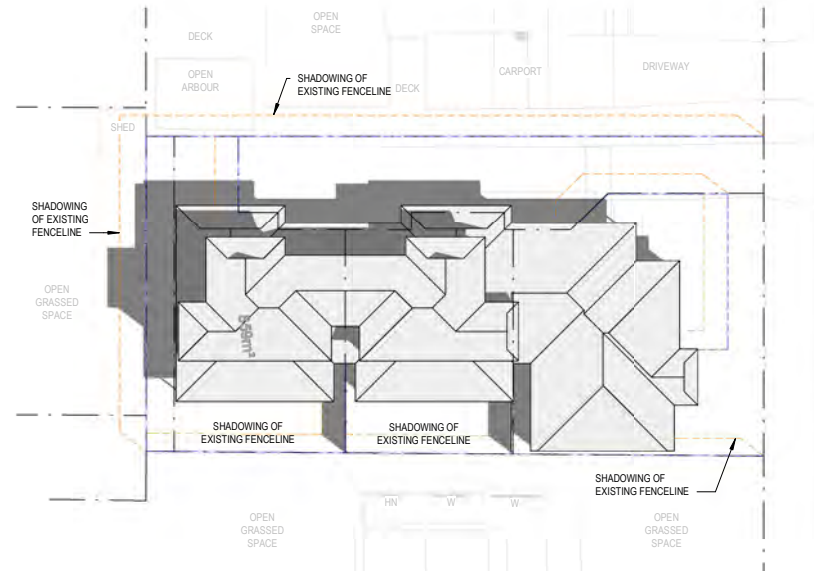 OPEN
SPACE
DECK
OPEN
ARBOUR
SHADOWING OF
EXISTING FENCELINE
DECK
CARPORT
DRIVEWAY
SHED
SHADOWING
OF EXISTING
FENCELINE
OPEN
GRASSED
SPACE
SHADOWING OF
EXISTING FENCELINE
SHADOWING OF
EXISTING FENCELINE
SHADOWING OF
EXISTING FENCELINE
HN
W
W
OPEN
GRASSED
SPACE
OPEN
GRASSED
SPACE